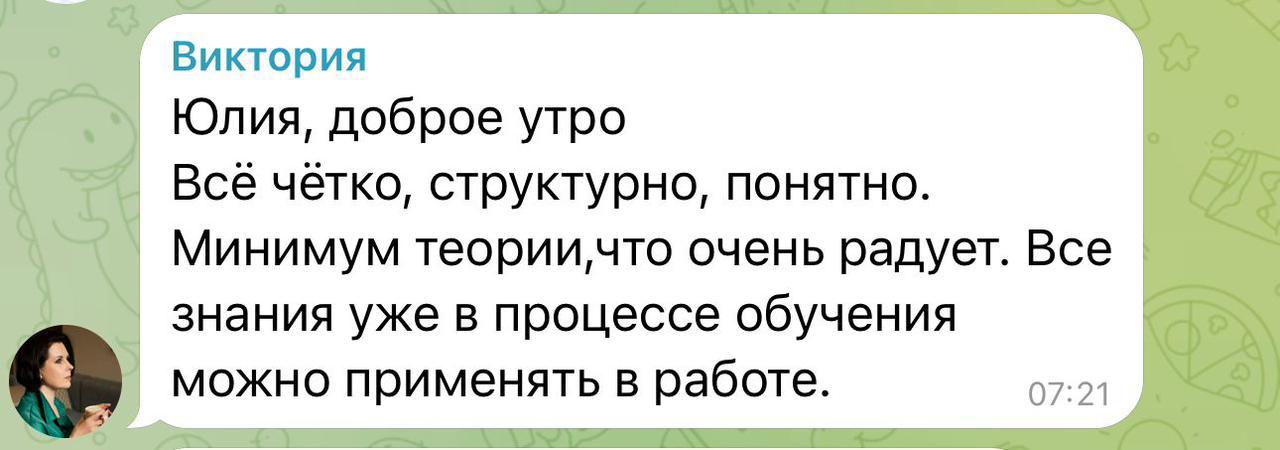 Виктория
Юлия, доброе утро
Всё чётко, структурно, понятно.
Минимум теории,что очень радует. Все
знания уже в процессе обучения
можно применять в работе.
07:21